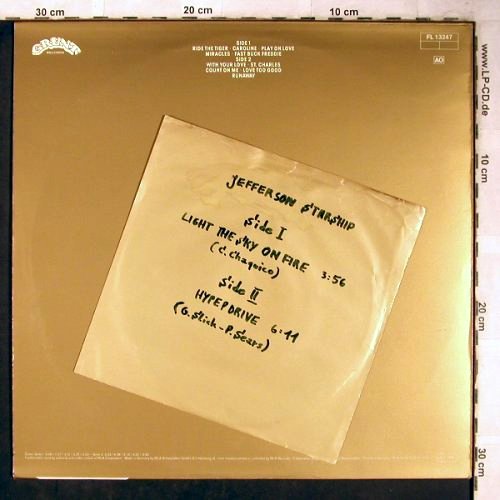 30 cm
20 cm
10 cm
GRUNT
SIDE 1
RIDE THE TIGER · CAROLINE · PLAY ON LOVE
MIRACLES · FAST BUCK FREDDIE
SIDE 2
WITH YOUR LOVE · ST. CHARLES
COUNT ON ME · LOVE TOO GOOD
RUNAWAY
FL 13247
AO
www.LP-CD.de
10 cm
20 cm
30 cm
JEFFERSON STARSHIP
Side I
LIGHT THE SKY ON FIRE 3:56
(C. Chaquico)
Side II
HYPEPDRIVE 6:44
(G. Slick - P. Sears)